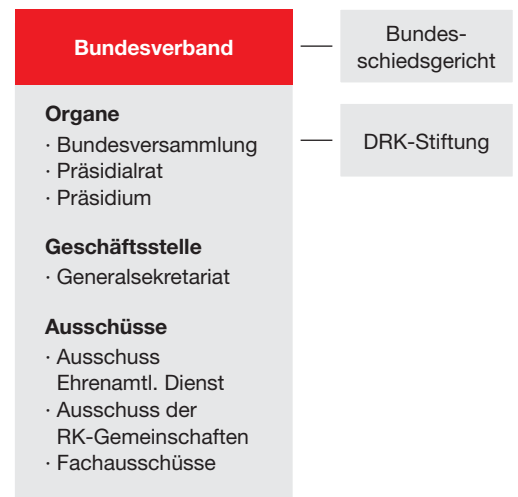 Bundesverband
Organe
· Bundesversammlung
· Präsidialrat
· Präsidium
Geschäftsstelle
· Generalsekretariat
Ausschüsse
· Ausschuss
Ehrenamtl. Dienst
· Ausschuss der
RK-Gemeinschaften
· Fachausschüsse
Bundes-
schiedsgericht
DRK-Stiftung